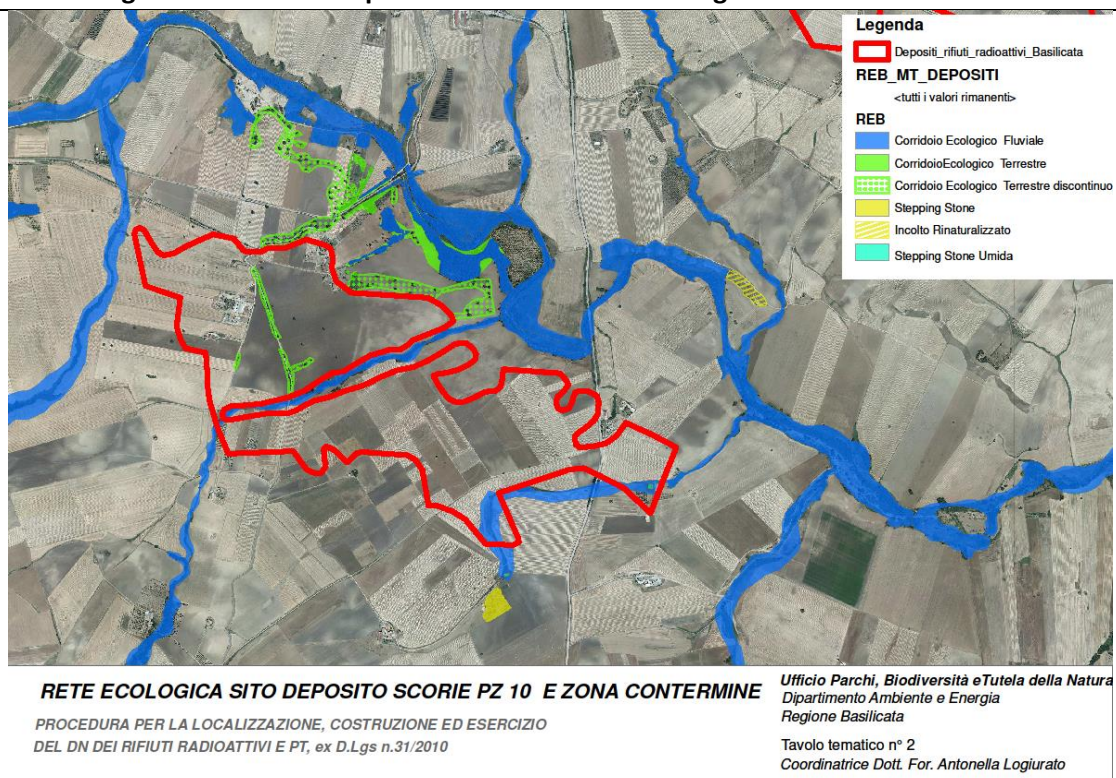 Legenda
Depositi_rifiuti_radioattivi_Basilicata
REB_MT_DEPOSITI
<tutti i valori rimanenti>
REB
Corridoio Ecologico Fluviale
CorridoioEcologico Terrestre
Corridoio Ecologico Terrestre discontinuo
Stepping Stone
Incolto Rinaturalizzato
Stepping Stone Umida
RETE ECOLOGICA SITO DEPOSITO SCORIE PZ 10 E ZONA CONTERMINE
PROCEDURA PER LA LOCALIZZAZIONE, COSTRUZIONE ED ESERCIZIO
DEL DN DEI RIFIUTI RADIOATTIVI E PT, ex D.Lgs n.31/2010
Ufficio Parchi, Biodiversità eTutela della Natura
Dipartimento Ambiente e Energia
Regione Basilicata
Tavolo tematico n° 2
Coordinatrice Dott. For. Antonella Logiurato